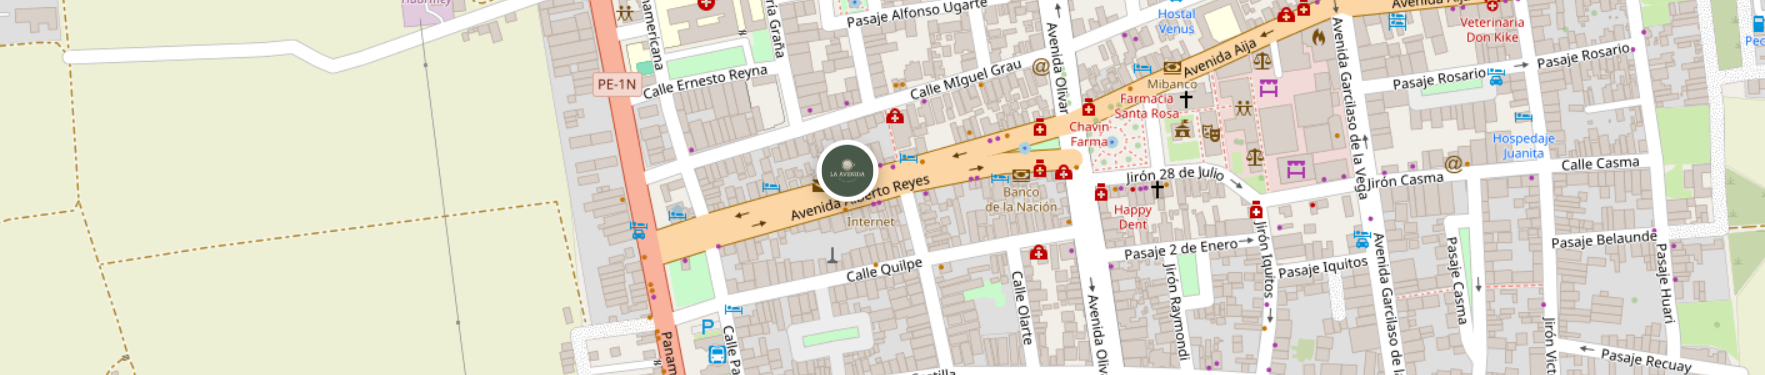 Huarmey
Pasaje Alfonso Ugarte
Avenida Aija
Hostal
Venus
Veterinaria
Don Kike
Calle Ernesto Reyna
Calle MIguel Grau
Avenida Olivar
Avenida Aija
Mibanco
Pasaje Rosario
Pasaje Rosario
PE-1N
Farmacia
Santa Rosa
Chavin
Farma
Avenida Garcilaso de la Vega
Hospedaje
Juanita
Calle Casma
LA AVENIDA
Jirón 28 de Julio
Jirón Casma
Avenida Alberto Reyes
Banco
de la Nación
Internet
Happy
Dent
Pasaje 2 de Enero
Pasaje Belaunde
Calle Quilpe
Pasaje Iquitos
Jirón Iquitos
Calle Olarte
Jirón Raymondi
Pasaje Casma
Pasaje Huari
P
Pasaje Recuay